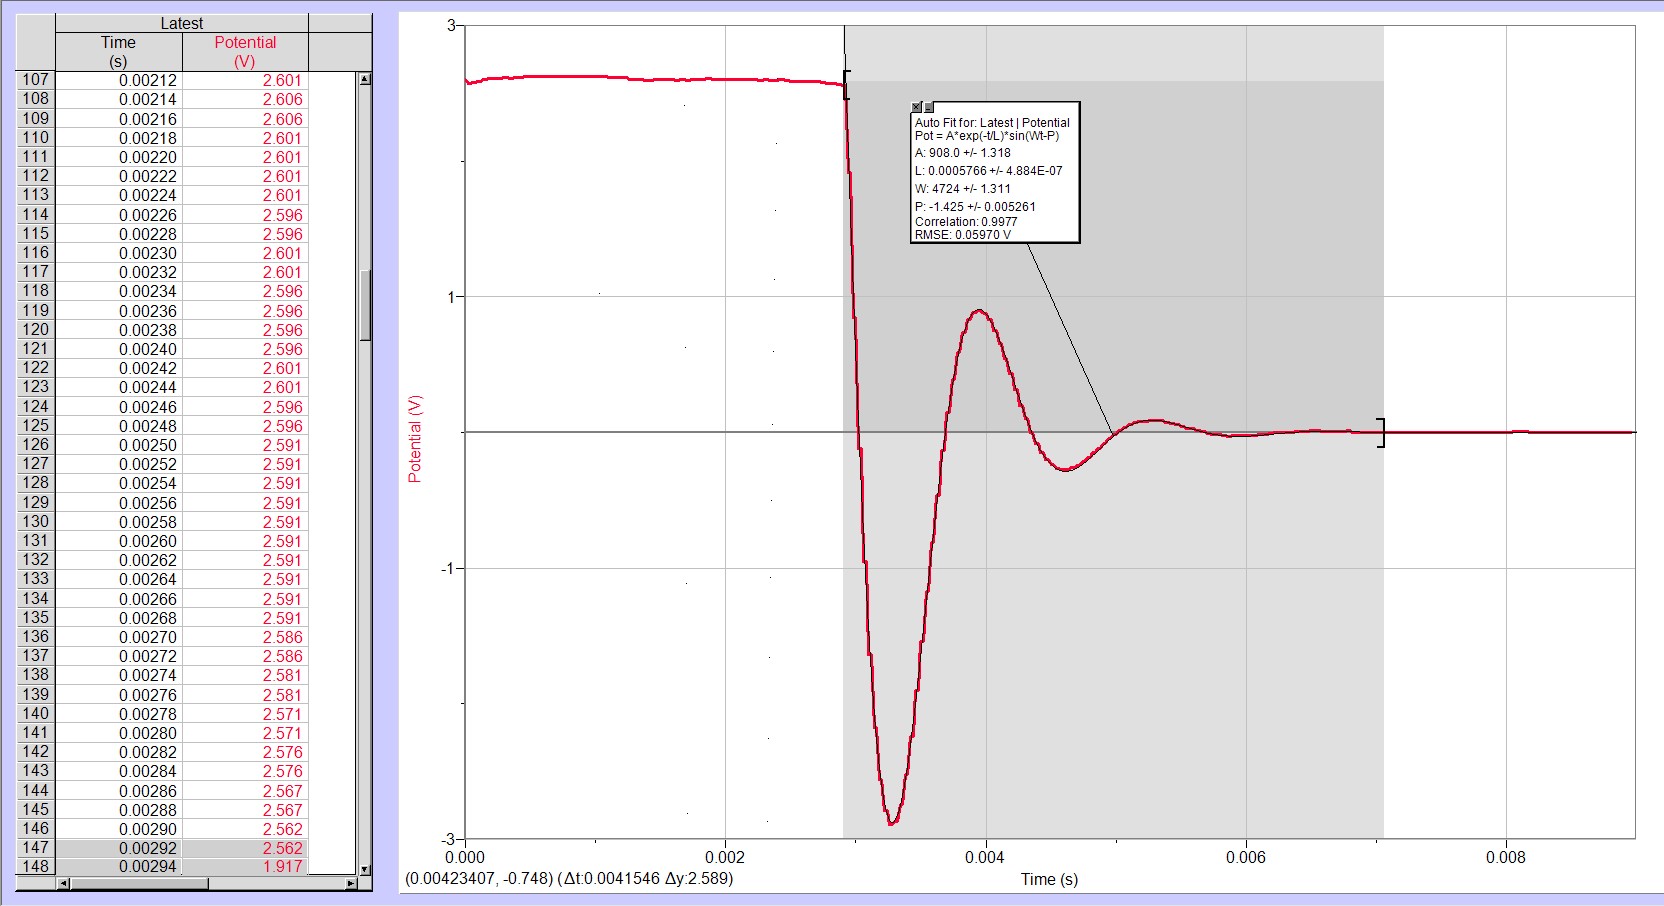 Latest
Time Potential
(s) (V)
107 0.00212 2.601
108 0.00214 2.606
109 0.00216 2.606
110 0.00218 2.601
111 0.00220 2.601
112 0.00222 2.601
113 0.00224 2.601
114 0.00226 2.596
115 0.00228 2.596
116 0.00230 2.601
117 0.00232 2.601
118 0.00234 2.596
119 0.00236 2.596
120 0.00238 2.596
121 0.00240 2.596
122 0.00242 2.601
123 0.00244 2.601
124 0.00246 2.596
125 0.00248 2.596
126 0.00250 2.591
127 0.00252 2.591
128 0.00254 2.591
129 0.00256 2.591
130 0.00258 2.591
131 0.00260 2.591
132 0.00262 2.591
133 0.00264 2.591
134 0.00266 2.591
135 0.00268 2.591
136 0.00270 2.586
137 0.00272 2.586
138 0.00274 2.581
139 0.00276 2.581
140 0.00278 2.571
141 0.00280 2.571
142 0.00282 2.576
143 0.00284 2.576
144 0.00286 2.567
145 0.00288 2.567
146 0.00290 2.562
147 0.00292 2.562
148 0.00294 1.917
3
1
-1
-3
Potential (V)
Auto Fit for: Latest | Potential
Pot = A*exp(-t/L)*sin(Wt-P)
A: 908.0 +/- 1.318
L: 0.0005766 +/- 4.884E-07
W: 4724 +/- 1.311
P: -1.425 +/- 0.005261
Correlation: 0.9977
RMSE: 0.05970 V
0.000 0.002 0.004 0.006 0.008
(0.00423407, -0.748) (Δt:0.0041546 Δy:2.589)
Time (s)